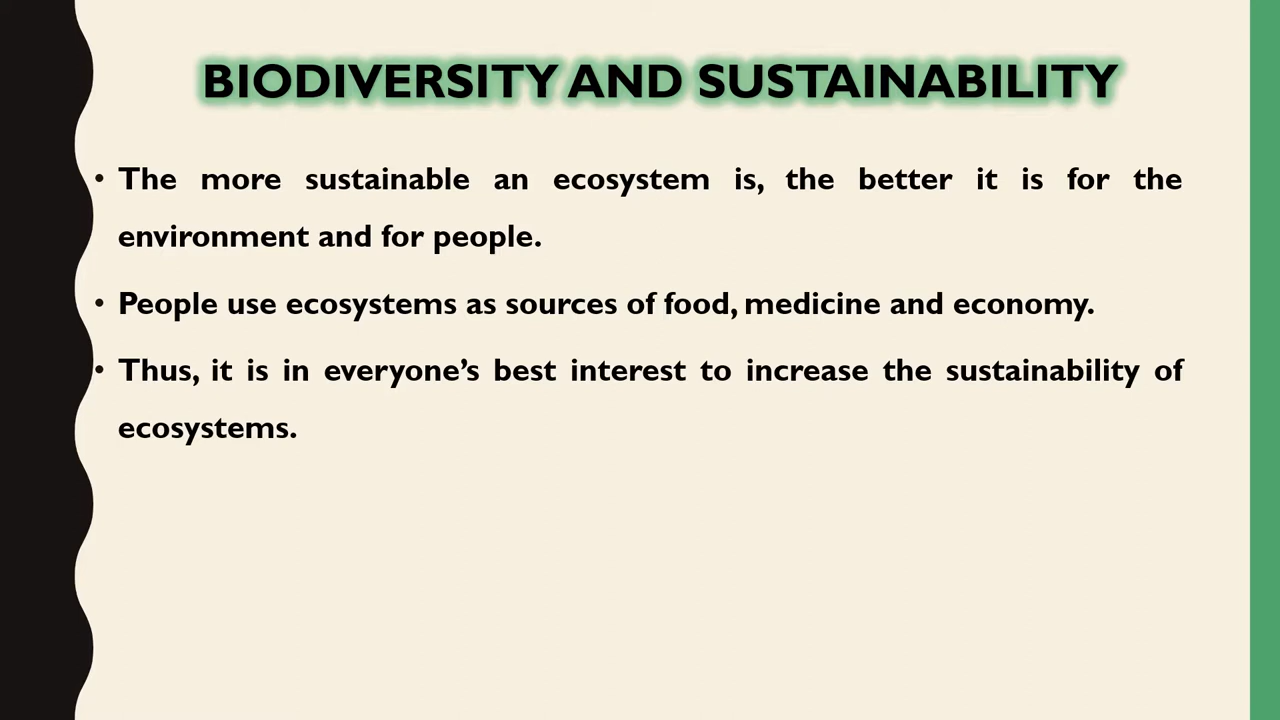 BIODIVERSITY AND SUSTAINABILITY
• The more sustainable an ecosystem is, the better it is for the
environment and for people.
• People use ecosystems as sources of food, medicine and economy.
• Thus, it is in everyone’s best interest to increase the sustainability of
ecosystems.